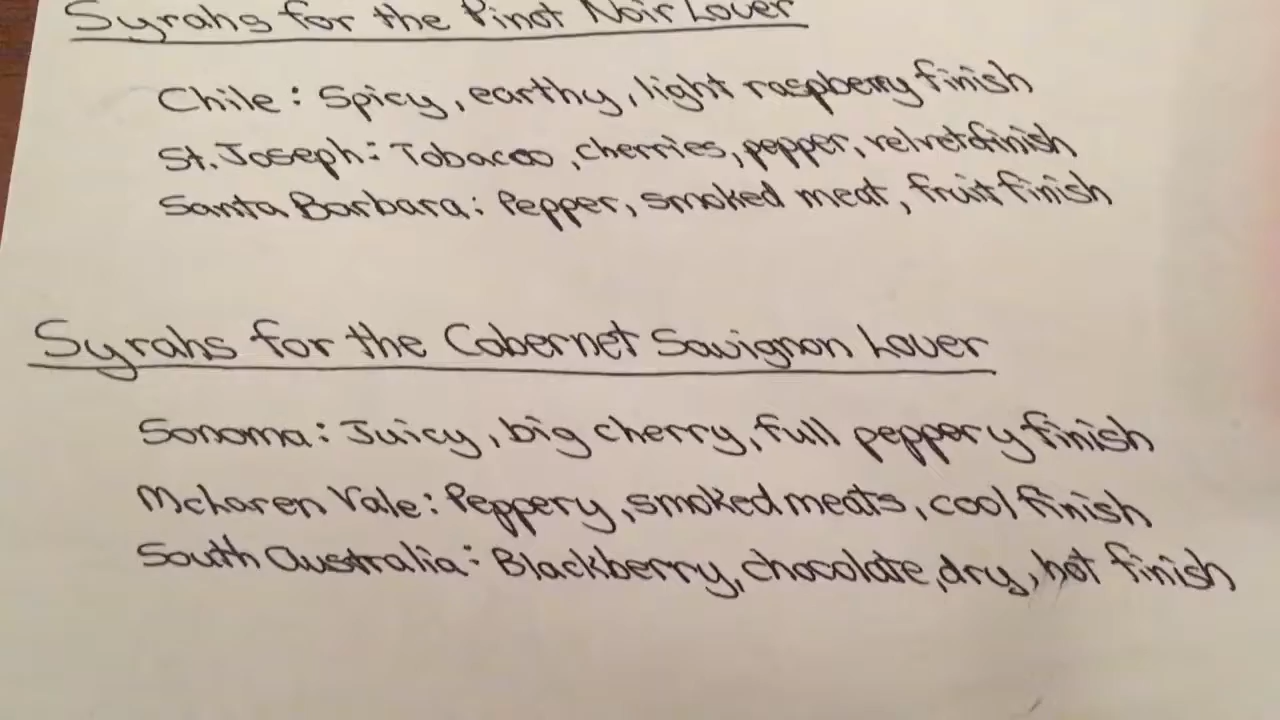 Syrahs for the Pinot Noir Lover
Chile: Spicy, earthy, light raspberry finish
St. Joseph: Tobacco, cherries, pepper, velvet finish
Santa Barbara: Pepper, smoked meat, fruit finish
Syrahs for the Cabernet Sauvignon Lover
Sonoma: Juicy, big cherry, full peppery finish
McLaren Vale: Peppery, smoked meats, cool finish
South Australia: Blackberry, chocolate, dry, hot finish